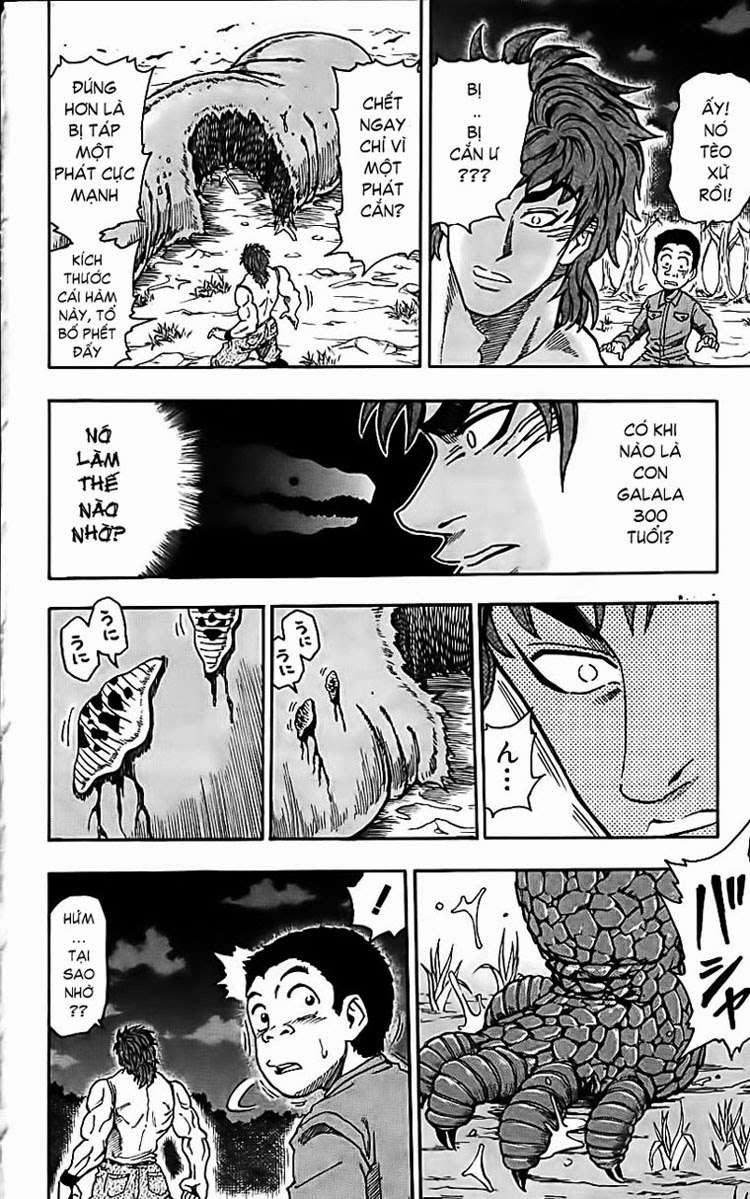 ẤY!
NÓ
TÈO
XỪ
RỒI!
BỊ
..
BỊ
CẮN Ư
???
CHẾT
NGAY
CHỈ VÌ
MỘT
PHÁT
CẮN?
ĐÚNG
HƠN LÀ
BỊ TÁP
MỘT
PHÁT CỰC
MẠNH
KÍCH
THƯỚC
CÁI HÀM
NÀY, TỔ
BỐ PHẾT
ĐẤY
CÓ KHI
NÀO LÀ
CON
GALALA
300
TUỔI?
NÓ
LÀM
THẾ
NÀO
NHỜ?
ん…
うに
うに
うに
うに
バシャ
!
HỪM
...
TẠI
SAO
NHỜ
??